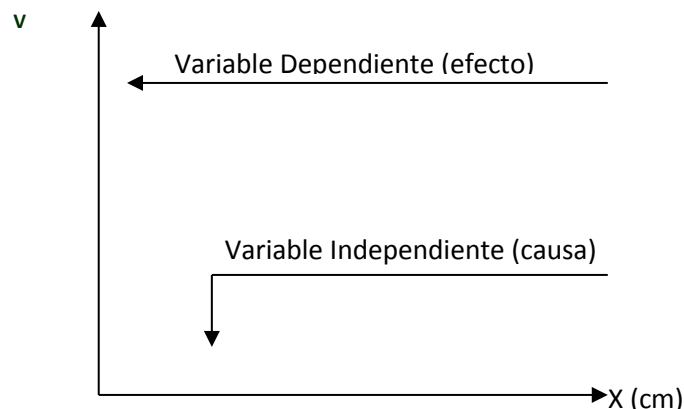 v
Variable Dependiente (efecto)
Variable Independiente (causa)
X (cm)